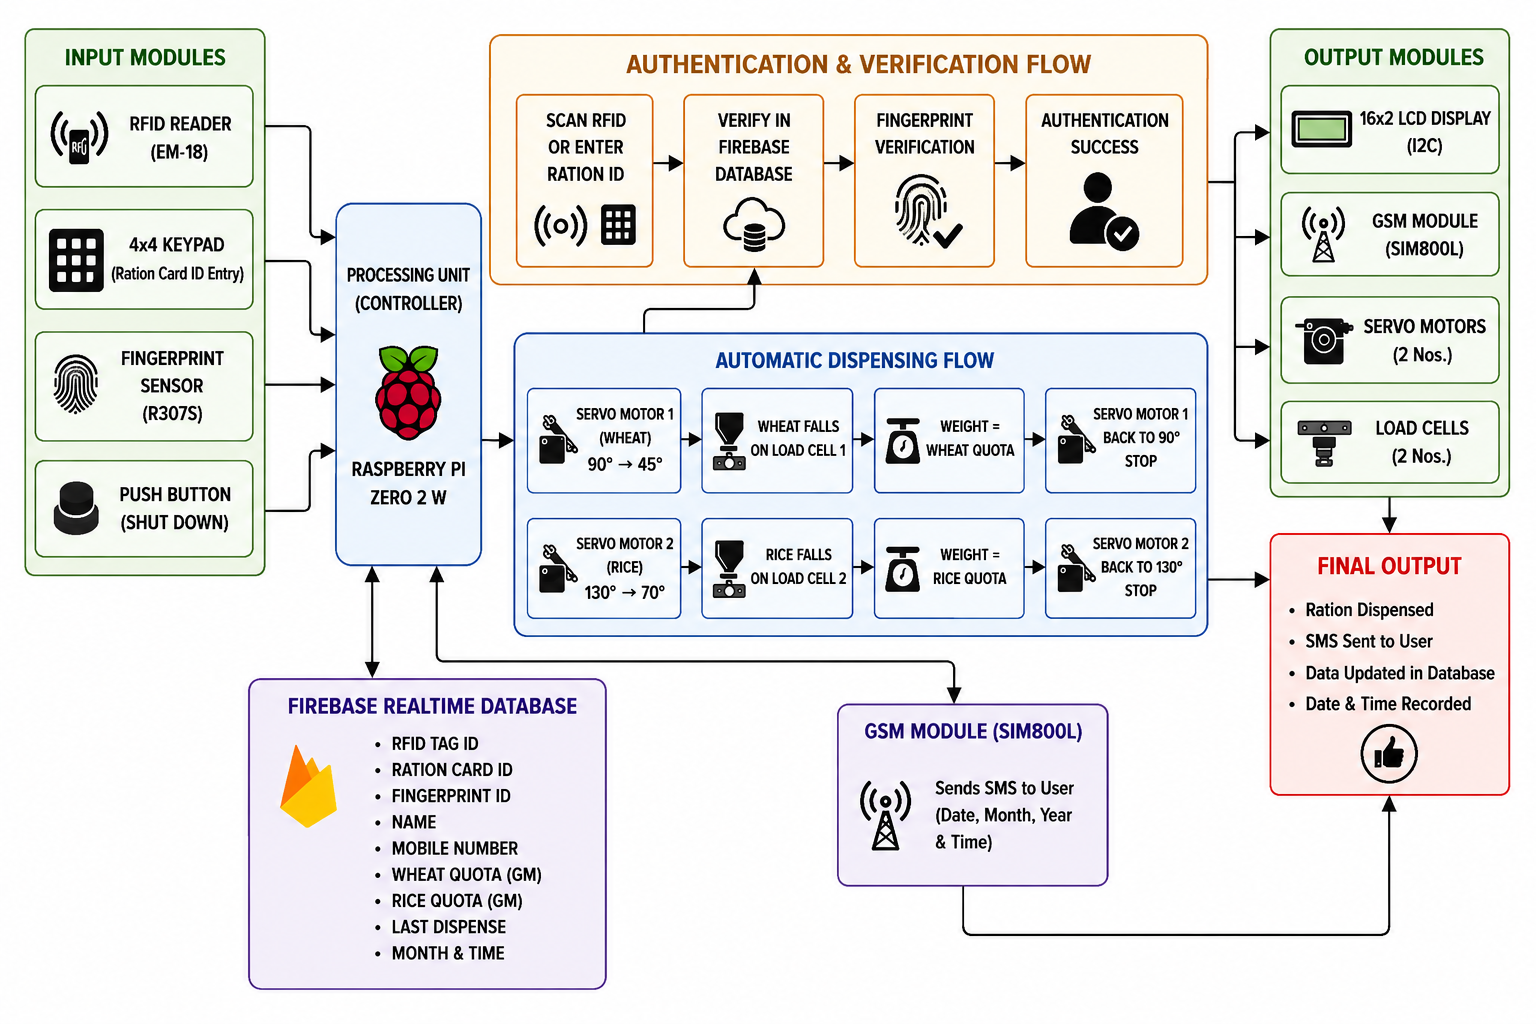 INPUT MODULES
RFID READER
(EM-18)
4x4 KEYPAD
(Ration Card ID Entry)
FINGERPRINT
SENSOR
(R307S)
PUSH BUTTON
(SHUT DOWN)
PROCESSING UNIT
(CONTROLLER)
RASPBERRY PI
ZERO 2 W
AUTHENTICATION & VERIFICATION FLOW
SCAN RFID
OR ENTER
RATION ID
VERIFY IN
FIREBASE
DATABASE
FINGERPRINT
VERIFICATION
AUTHENTICATION
SUCCESS
AUTOMATIC DISPENSING FLOW
SERVO MOTOR 1
(WHEAT)
90° → 45°
WHEAT FALLS
ON LOAD CELL 1
WEIGHT =
WHEAT QUOTA
SERVO MOTOR 1
BACK TO 90°
STOP
SERVO MOTOR 2
(RICE)
130° → 70°
RICE FALLS
ON LOAD CELL 2
WEIGHT =
RICE QUOTA
SERVO MOTOR 2
BACK TO 130°
STOP
OUTPUT MODULES
16x2 LCD DISPLAY
(I2C)
GSM MODULE
(SIM800L)
SERVO MOTORS
(2 Nos.)
LOAD CELLS
(2 Nos.)
FINAL OUTPUT
• Ration Dispensed
• SMS Sent to User
• Data Updated in Database
• Date & Time Recorded
FIREBASE REALTIME DATABASE
• RFID TAG ID
• RATION CARD ID
• FINGERPRINT ID
• NAME
• MOBILE NUMBER
• WHEAT QUOTA (GM)
• RICE QUOTA (GM)
• LAST DISPENSE
• MONTH & TIME
GSM MODULE (SIM800L)
Sends SMS to User
(Date, Month, Year
& Time)